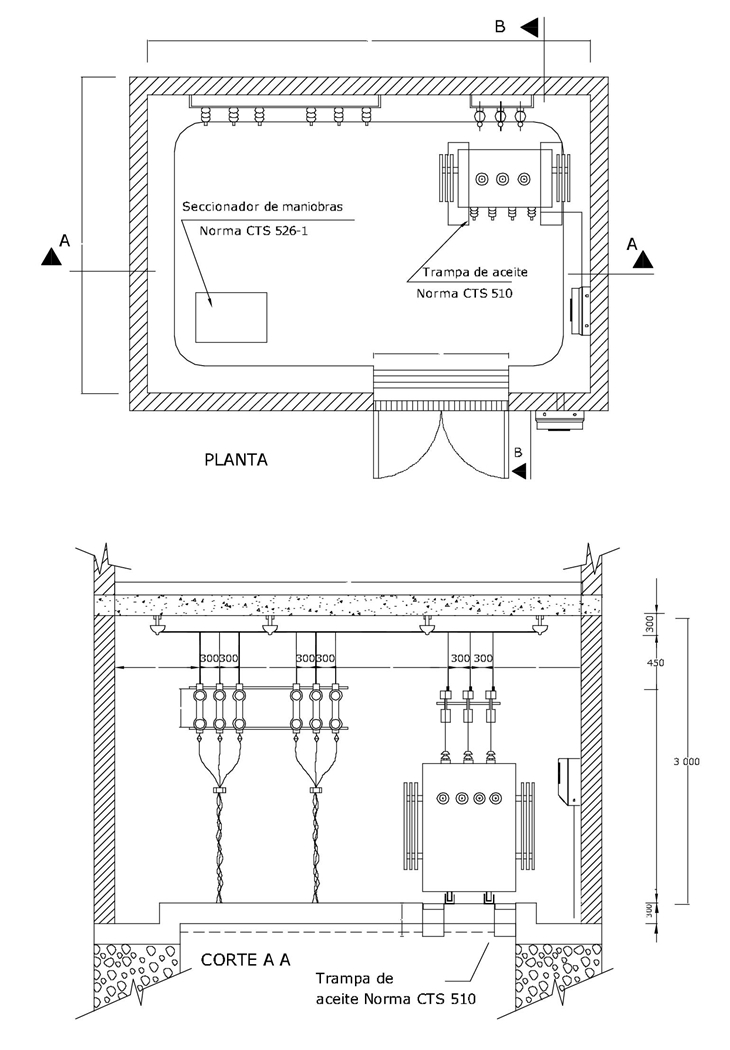 B
Seccionador de maniobras
Norma CTS 526-1
A
A
Trampa de aceite
Norma CTS 510
PLANTA
B
300
300 300
300 300
300 300
450
3 000
300
CORTE A A
Trampa de
aceite Norma CTS 510